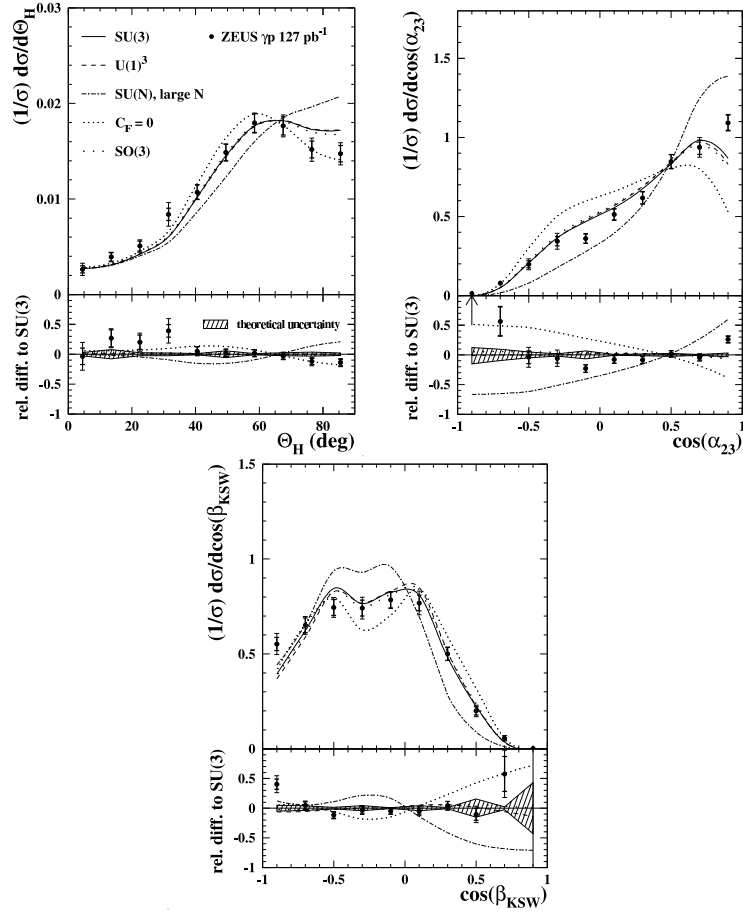 (1/σ) dσ/dΘ_H
SU(3)
U(1)³
SU(N), large N
C_F = 0
SO(3)
ZEUS γp 127 pb⁻¹
0.03
0.02
0.01
0
rel. diff. to SU(3)
theoretical uncertainty
0.5
0
-0.5
-1
0 20 40 60 80
Θ_H (deg)
(1/σ) dσ/dcos(α_23)
2
1.5
1
0.5
0
rel. diff. to SU(3)
0.5
0
-0.5
-1
-1 -0.5 0 0.5 1
cos(α_23)
(1/σ) dσ/dcos(β_KSW)
1.5
1
0.5
0
rel. diff. to SU(3)
0.5
0
-0.5
-1
-1 -0.5 0 0.5 1
cos(β_KSW)